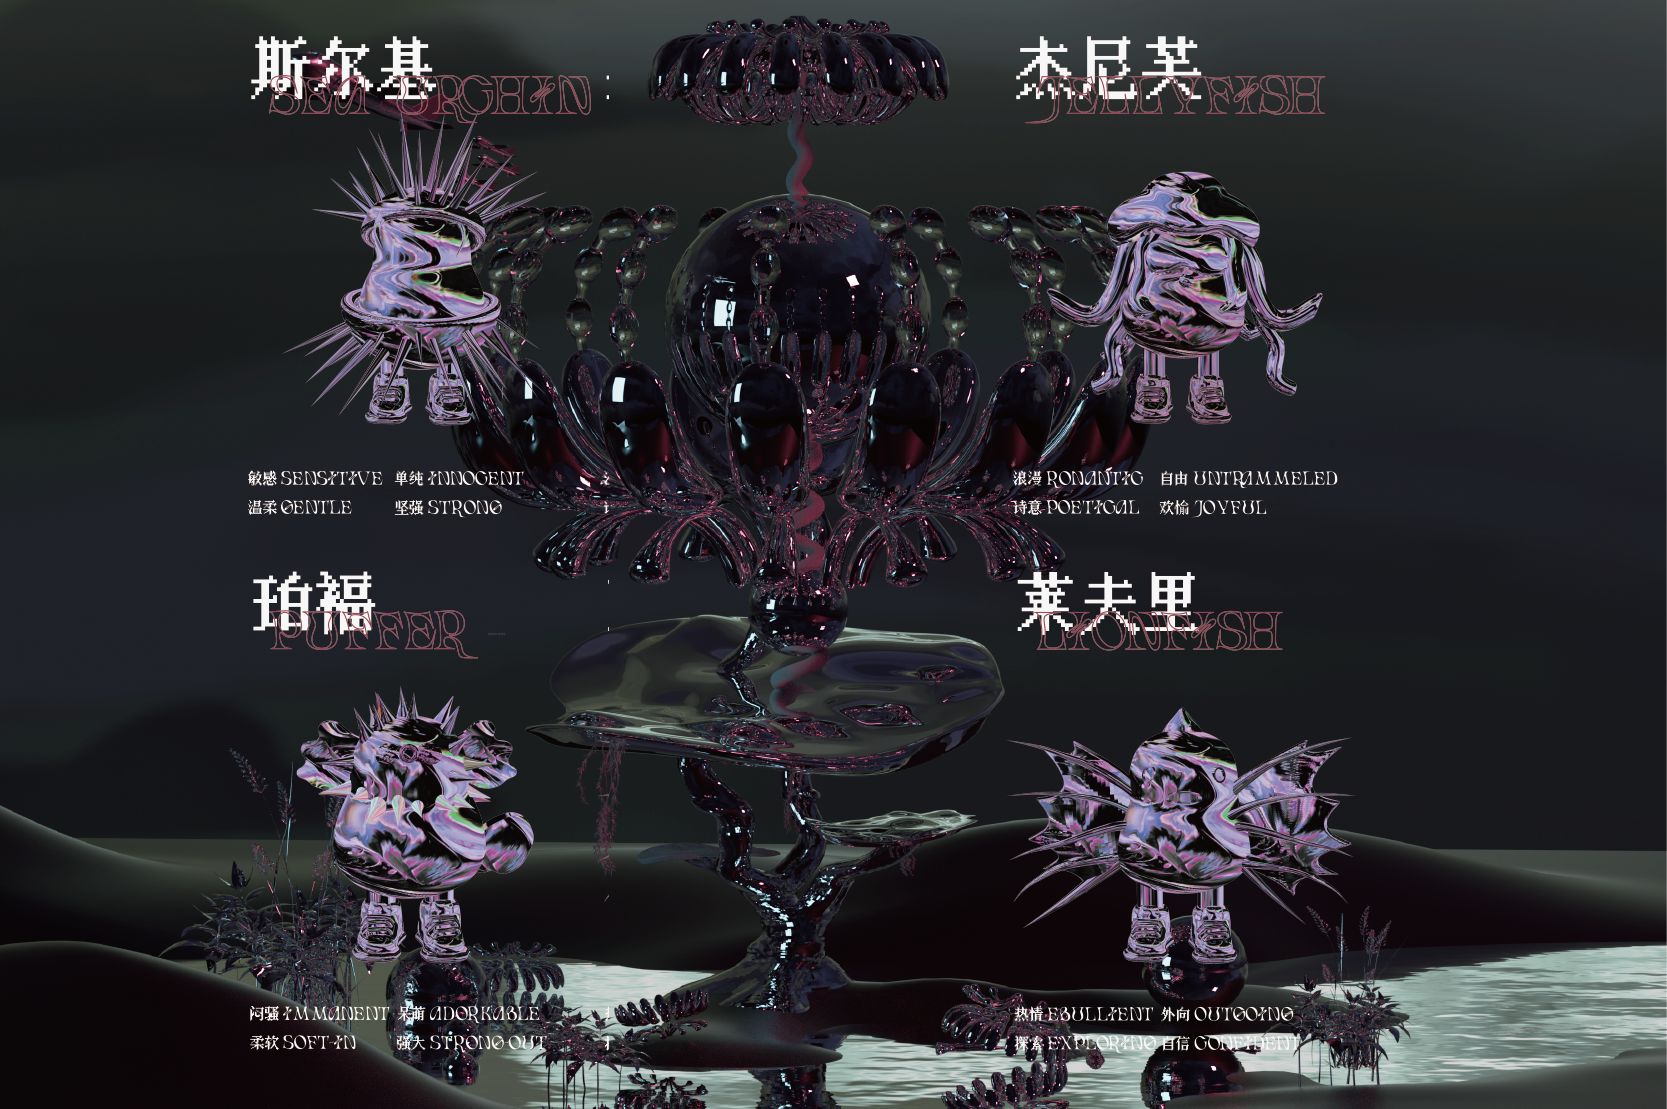 斯尔基
SEA URCHIN
敏感 SENSITIVE 单纯 INNOCENT
温柔 GENTLE 坚强 STRONG
杰尼芙
JELLYFISH
浪漫 ROMANTIC 自由 UNTRAMMELED
诗意 POETICAL 欢愉 JOYFUL
珀福
PUFFER
闷骚 IMMANENT 呆萌 ADORKABLE
柔软 SOFT-IN 强大 STRONG OUT
莱夫里
LIONFISH
热情 EBULLIENT 外向 OUTGOING
探索 EXPLORING 自信 CONFIDENT